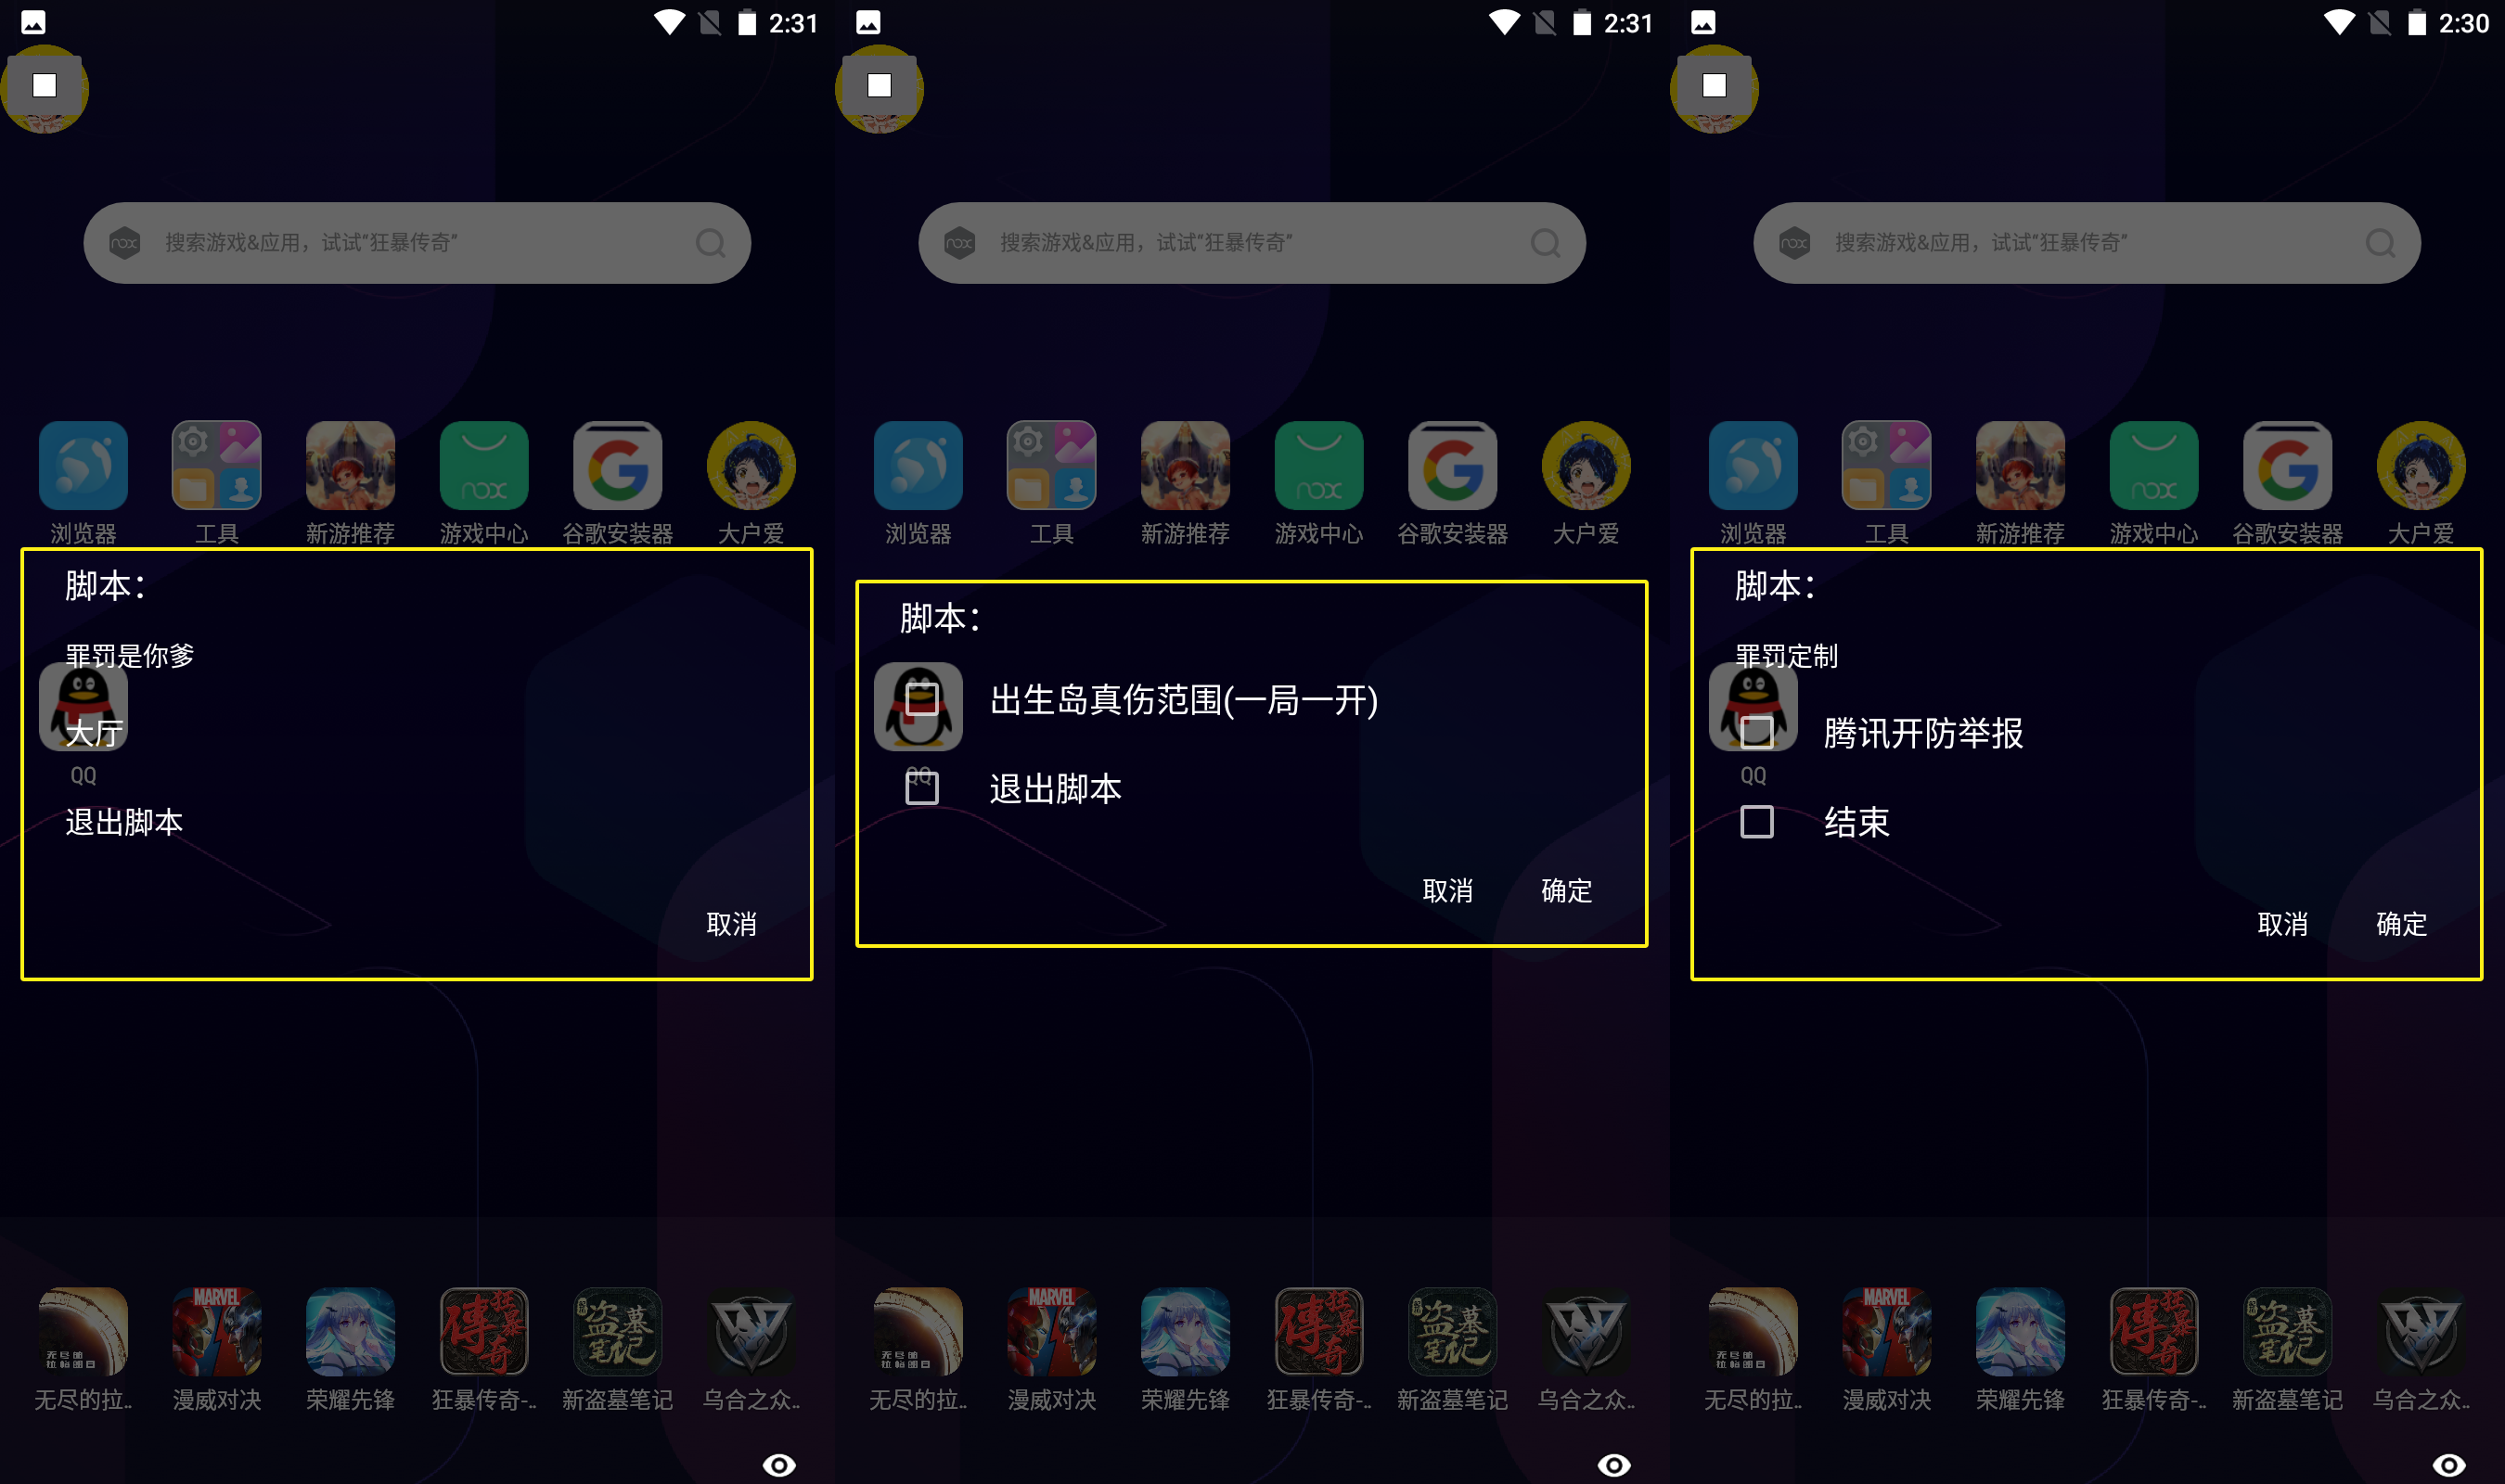 2:31
搜索游戏&应用，试试“狂暴传奇”
浏览器 工具 新游推荐 游戏中心 谷歌安装器 大户爱
脚本：
罪罚是你爹
大厅
QQ
退出脚本
取消
MARVEL
无尽的拉..
漫威对决 荣耀先锋 狂暴传奇-.. 新盗墓笔记 乌合之众..
2:31
搜索游戏&应用，试试“狂暴传奇”
浏览器 工具 新游推荐 游戏中心 谷歌安装器 大户爱
脚本：
出生岛真伤范围(一局一开)
QQ
退出脚本
取消 确定
MARVEL
无尽的拉.. 漫威对决 荣耀先锋 狂暴传奇-.. 新盗墓笔记 乌合之众..
2:30
搜索游戏&应用，试试“狂暴传奇”
浏览器 工具 新游推荐 游戏中心 谷歌安装器 大户爱
脚本：
罪罚定制
腾讯开防举报
QQ
结束
取消 确定
MARVEL
无尽的拉.. 漫威对决 荣耀先锋 狂暴传奇-.. 新盗墓笔记 乌合之众..